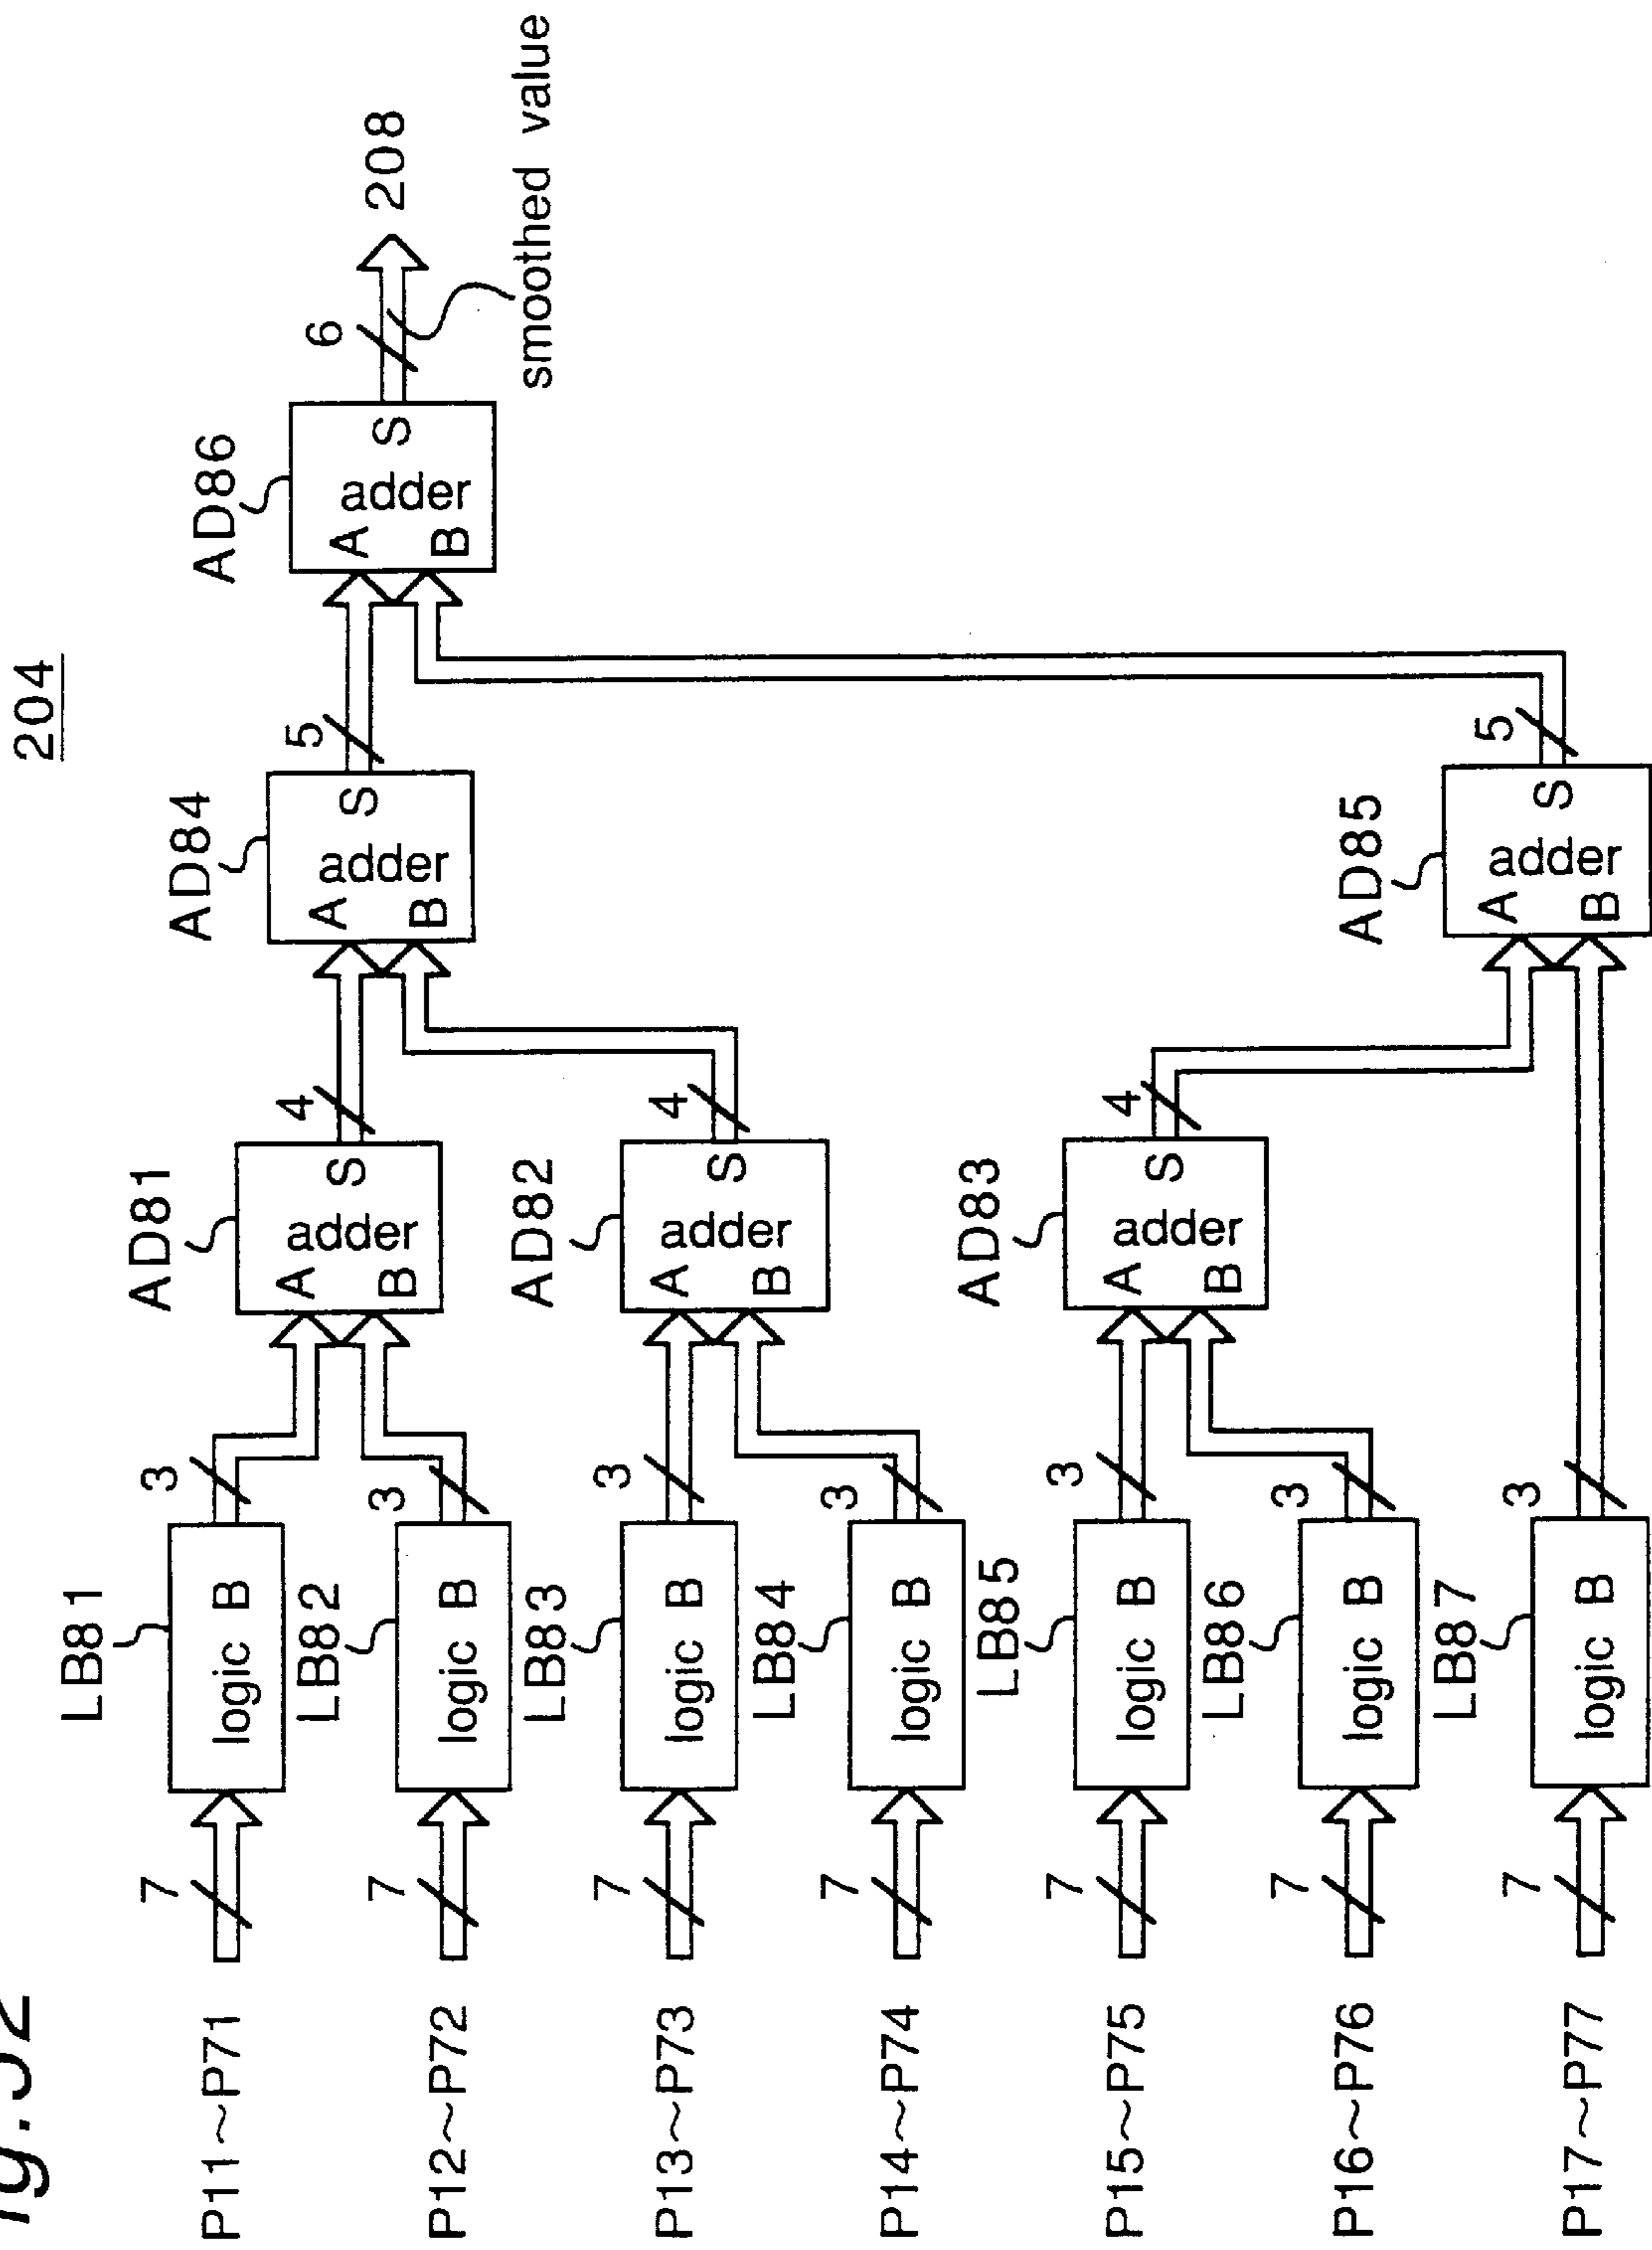 204
P11~P71
7
LB81
logic B
3
P12~P72
7
LB82
logic B
3
AD81
A
B
adder
S
4
P13~P73
7
LB83
logic B
3
P14~P74
7
LB84
logic B
3
AD82
A
B
adder
S
4
AD84
A
B
adder
S
5
P15~P75
7
LB85
logic B
3
P16~P76
7
LB86
logic B
3
AD83
A
B
adder
S
4
P17~P77
7
LB87
logic B
3
AD85
A
B
adder
S
5
AD86
A
B
adder
S
6
208
smoothed value